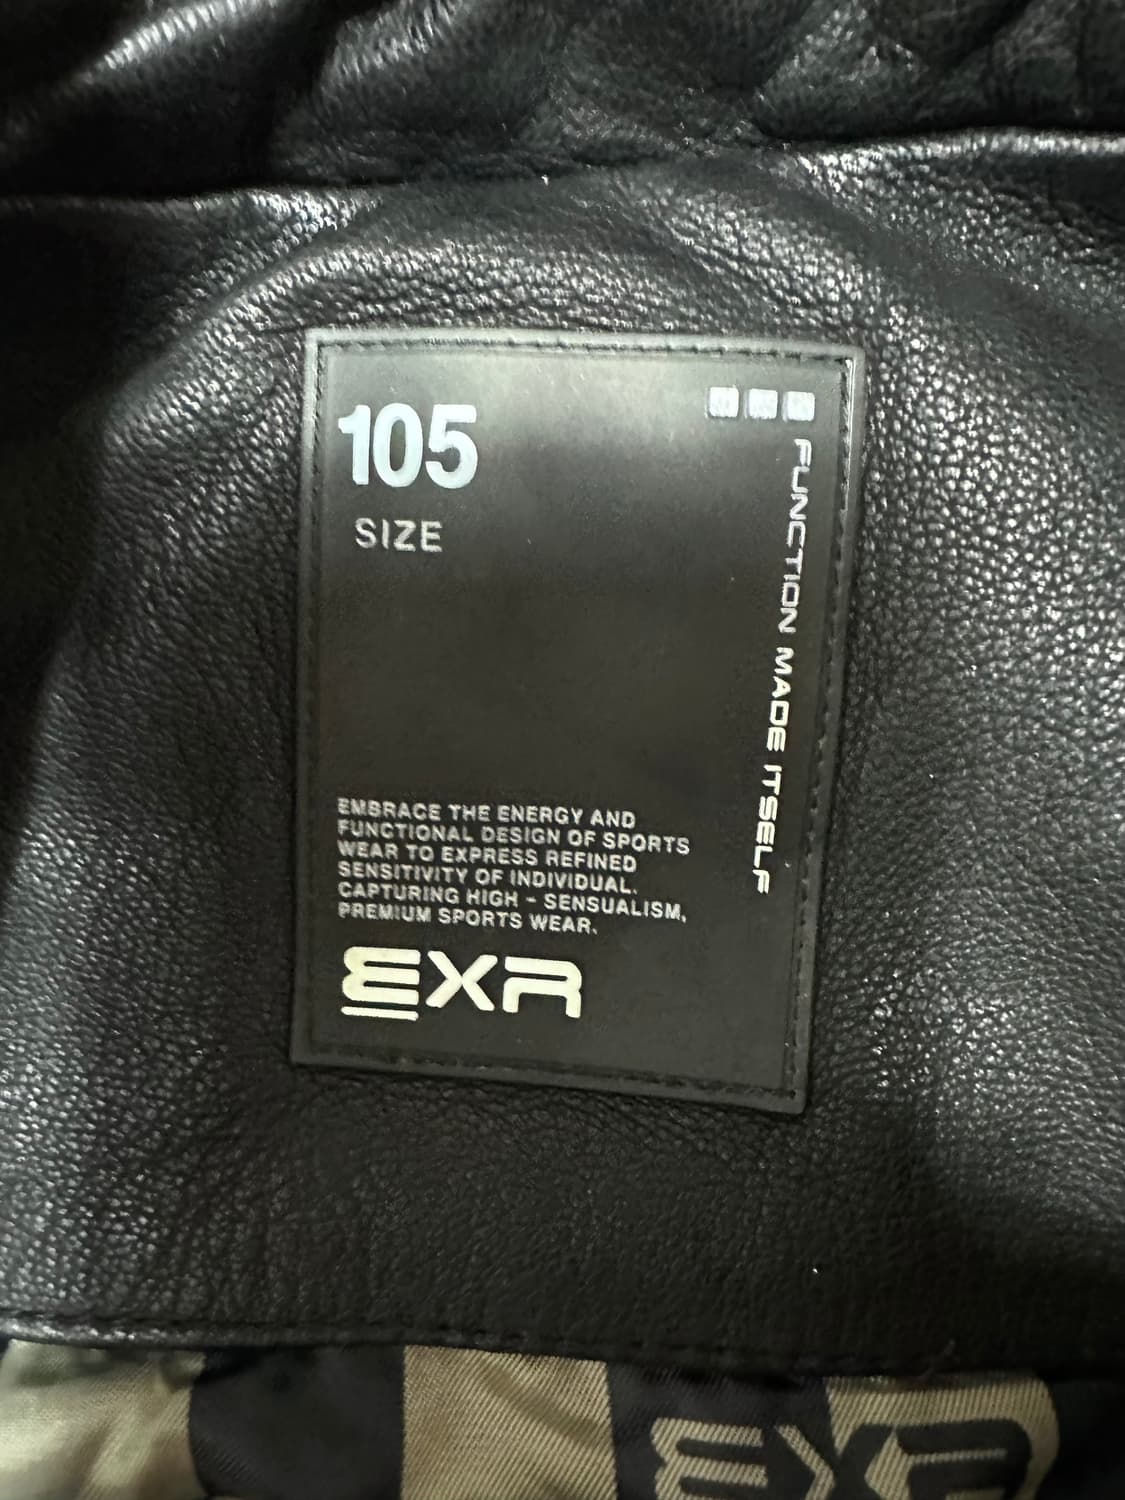 105
SIZE
FUNCTION MADE ITSELF
EMBRACE THE ENERGY AND
FUNCTIONAL DESIGN OF SPORTS
WEAR TO EXPRESS REFINED
SENSITIVITY OF INDIVIDUAL.
CAPTURING HIGH - SENSUALISM,
PREMIUM SPORTS WEAR.
EXR
EXR